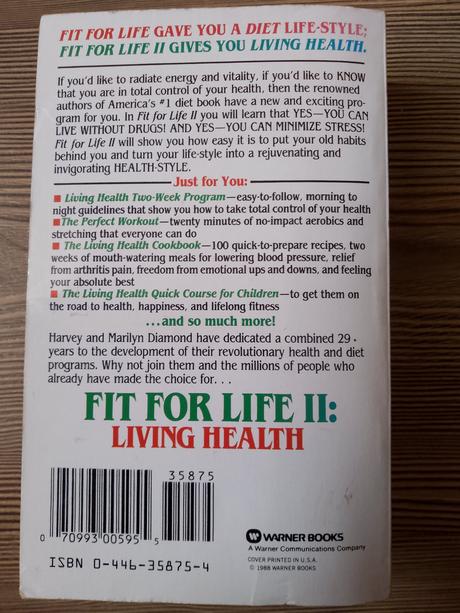 FIT FOR LIFE GAVE YOU A DIET LIFE-STYLE;
FIT FOR LIFE II GIVES YOU LIVING HEALTH.
If you'd like to radiate energy and vitality, if you'd like to KNOW
that you are in total control of your health, then the renowned
authors of America's #1 diet book have a new and exciting pro-
gram for you. In Fit for Life II you will learn that YES—YOU CAN
LIVE WITHOUT DRUGS! AND YES—YOU CAN MINIMIZE STRESS!
Fit for Life II will show you how easy it is to put your old habits
behind you and turn your life-style into a rejuvenating and
invigorating HEALTH-STYLE.
Just for You:
■ Living Health Two-Week Program—easy-to-follow, morning to
night guidelines that show you how to take total control of your health
■ The Perfect Workout—twenty minutes of no-impact aerobics and
stretching that everyone can do
■ The Living Health Cookbook—100 quick-to-prepare recipes, two
weeks of mouth-watering meals for lowering blood pressure, relief
from arthritis pain, freedom from emotional ups and downs, and feeling
your absolute best
■ The Living Health Quick Course for Children—to get them on
the road to health, happiness, and lifelong fitness
...and so much more!
Harvey and Marilyn Diamond have dedicated a combined 29
years to the development of their revolutionary health and diet
programs. Why not join them and the millions of people who
already have made the choice for. . .
FIT FOR LIFE II:
LIVING HEALTH
35875
0 70993 00595 5
ISBN 0-446-35875-4
WARNER BOOKS
A Warner Communications Company
COVER PRINTED IN U.S.A.
© 1988 WARNER BOOKS